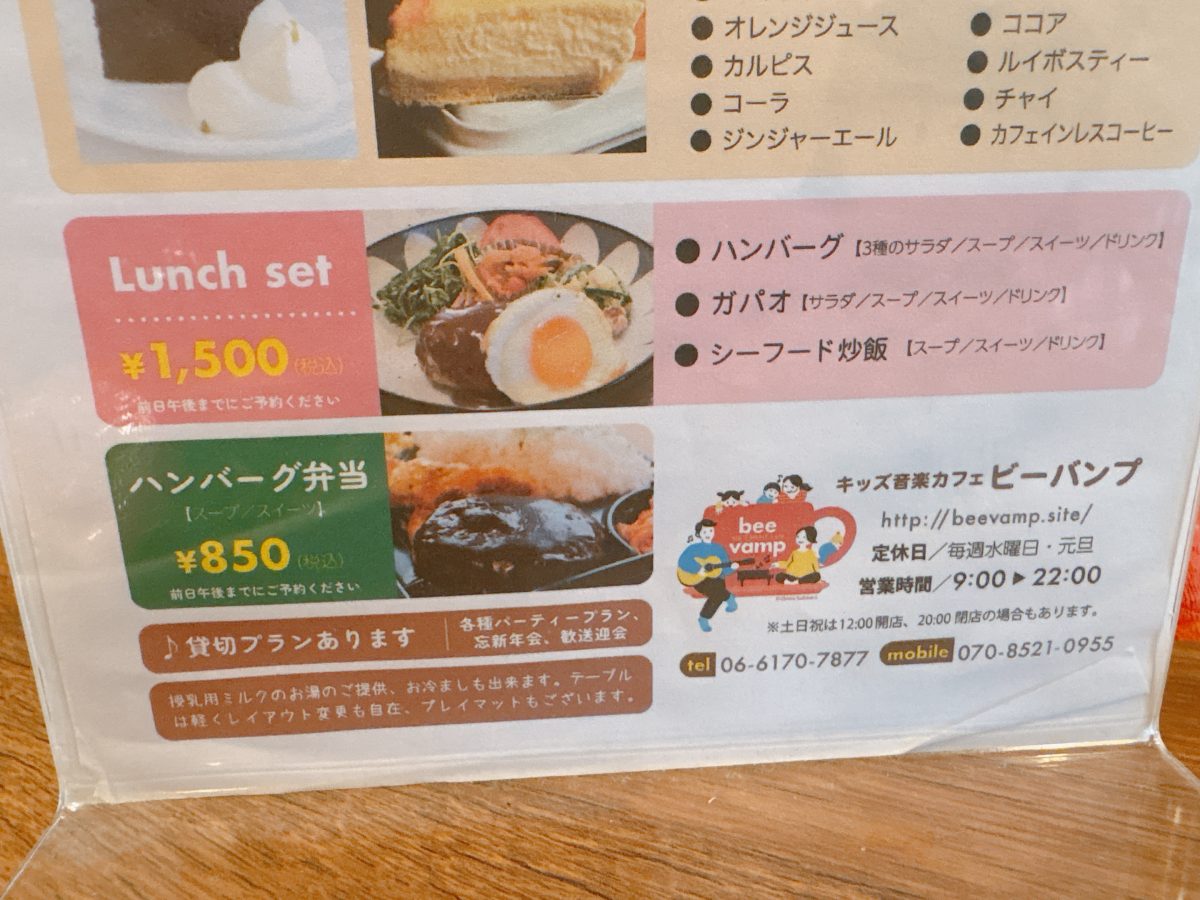 ● オレンジジュース
● カルピス
● コーラ
● ジンジャーエール
● ココア
● ルイボスティー
● チャイ
● カフェインレスコーヒー
Lunch set
¥1,500(税込)
前日午後までにご予約ください
● ハンバーグ【3種のサラダ/スープ/スイーツ/ドリンク】
● ガパオ【サラダ/スープ/スイーツ/ドリンク】
● シーフード炒飯【スープ/スイーツ/ドリンク】
ハンバーグ弁当
【スープ/スイーツ】
¥850(税込)
前日午後までにご予約ください
♪貸切プランあります
各種パーティープラン、
忘新年会、歓送迎会
授乳用ミルクのお湯のご提供、お冷ましも出来ます。テーブル
は軽くレイアウト変更も自在、プレイマットもございます。
bee
vamp
キッズ音楽カフェ ビーバンプ
http://beevamp.site/
定休日/毎週水曜日・元旦
営業時間/9:00▶22:00
※土日祝は12:00開店、20:00閉店の場合もあります。
tel 06-6170-7877 mobile 070-8521-0955